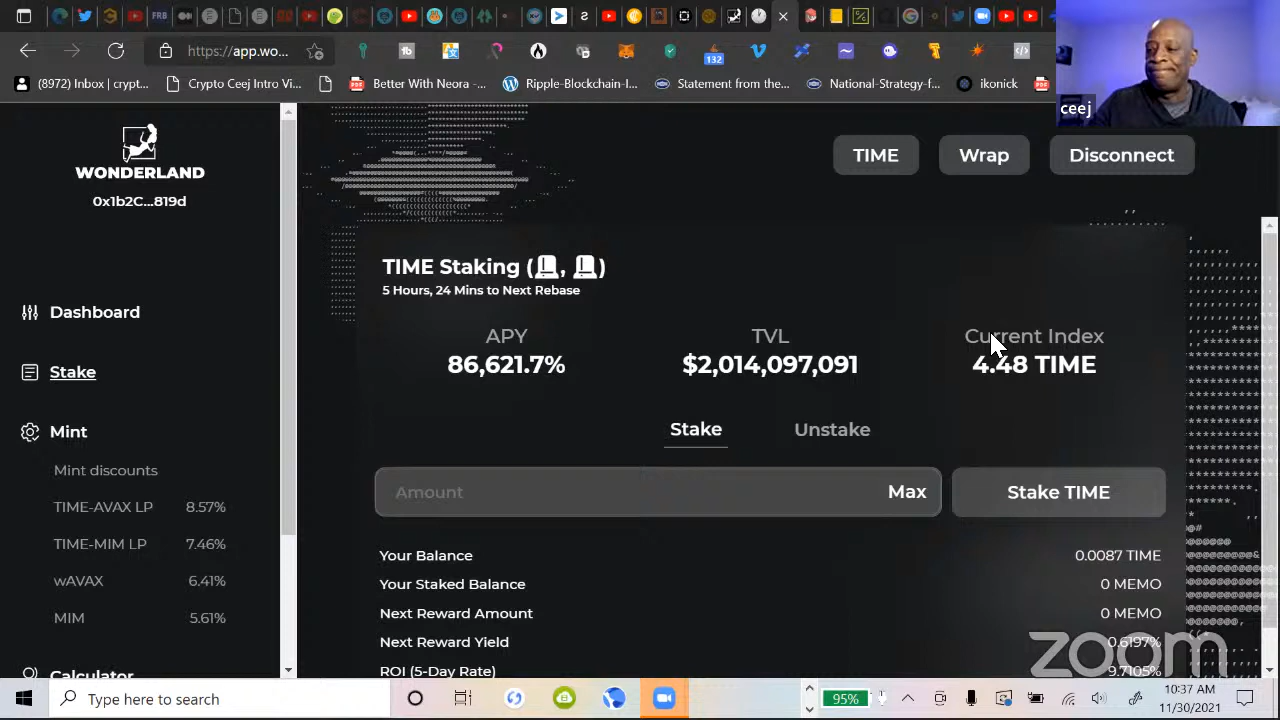 https://app.wo...
132
(8972) Inbox | crypt...
Crypto Ceej Intro Vi...
Better With Neora -...
Ripple-Blockchain-I...
Statement from the...
National-Strategy-f...
ikonick
ceej
WONDERLAND
0x1b2C...819d
TIME
Wrap
Disconnect
Dashboard
Stake
Mint
Mint discounts
TIME-AVAX LP 8.57%
TIME-MIM LP 7.46%
wAVAX 6.41%
MIM 5.61%
Calculator
TIME Staking (🎩, 🎩)
5 Hours, 24 Mins to Next Rebase
APY
86,621.7%
TVL
$2,014,097,091
Current Index
4.48 TIME
Stake
Unstake
Amount
Max
Stake TIME
Your Balance 0.0087 TIME
Your Staked Balance 0 MEMO
Next Reward Amount 0 MEMO
Next Reward Yield 0.6197%
ROI (5-Day Rate) 9.7105%
zoom
Type here to search
95%
10:37 AM
11/30/2021